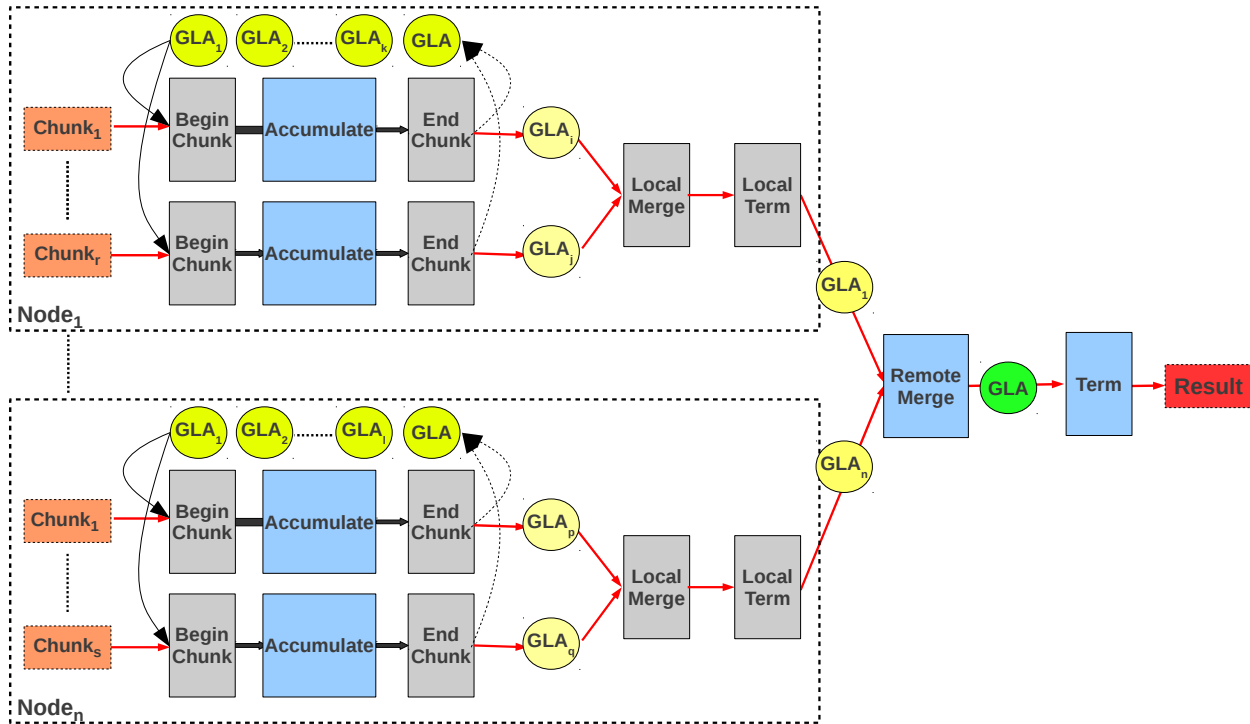 GLA₁ GLA₂ GLAₖ GLA
Chunk₁
Begin
Chunk
Accumulate
End
Chunk
GLAᵢ
Local
Merge
Local
Term
Chunkᵣ
Begin
Chunk
Accumulate
End
Chunk
GLAⱼ
Node₁
GLA₁
Remote
Merge
GLA
Term
Result
GLAₙ
GLA₁ GLA₂ GLAₗ GLA
Chunk₁
Begin
Chunk
Accumulate
End
Chunk
GLAₚ
Local
Merge
Local
Term
Chunkₛ
Begin
Chunk
Accumulate
End
Chunk
GLA_q
Nodeₙ